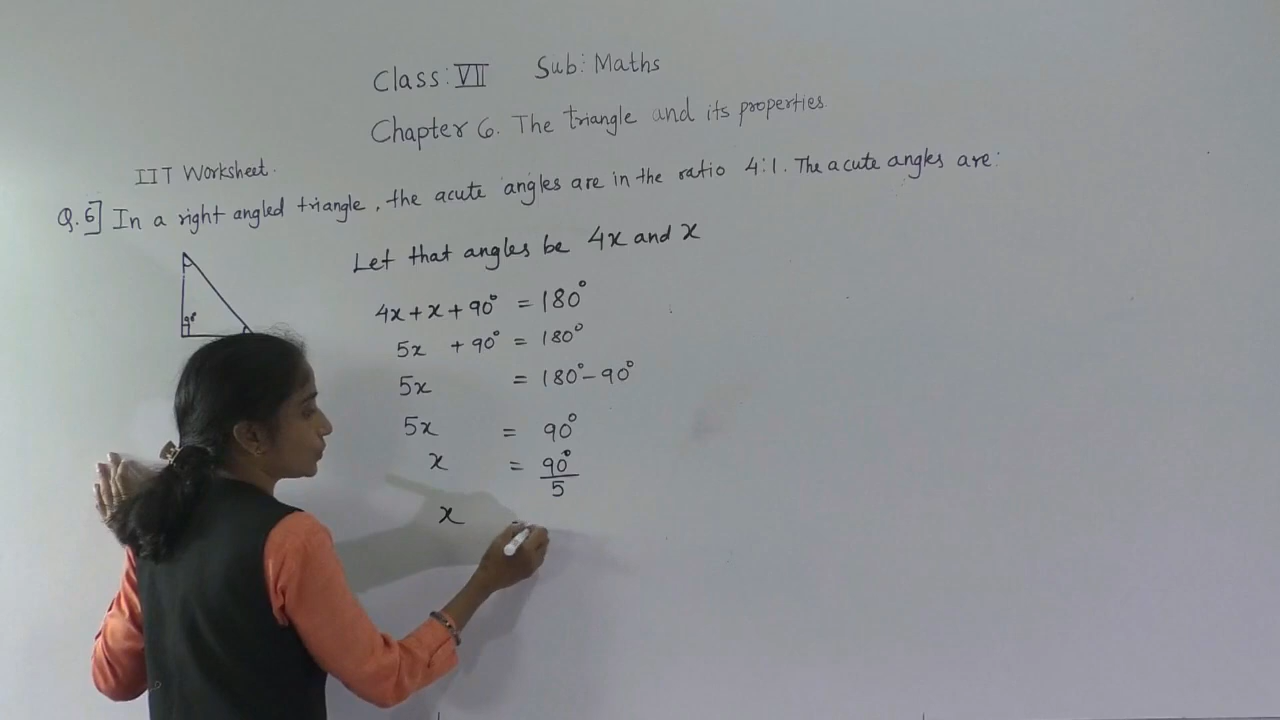 Class: VII Sub: Maths
Chapter 6. The triangle and its properties.
IIT Worksheet.
Q.6] In a right angled triangle, the acute angles are in the ratio 4:1. The acute angles are:
90°
Let that angles be 4x and x
4x + x + 90° = 180°
5x + 90° = 180°
5x = 180° - 90°
5x = 90°
x = 90°/5
x